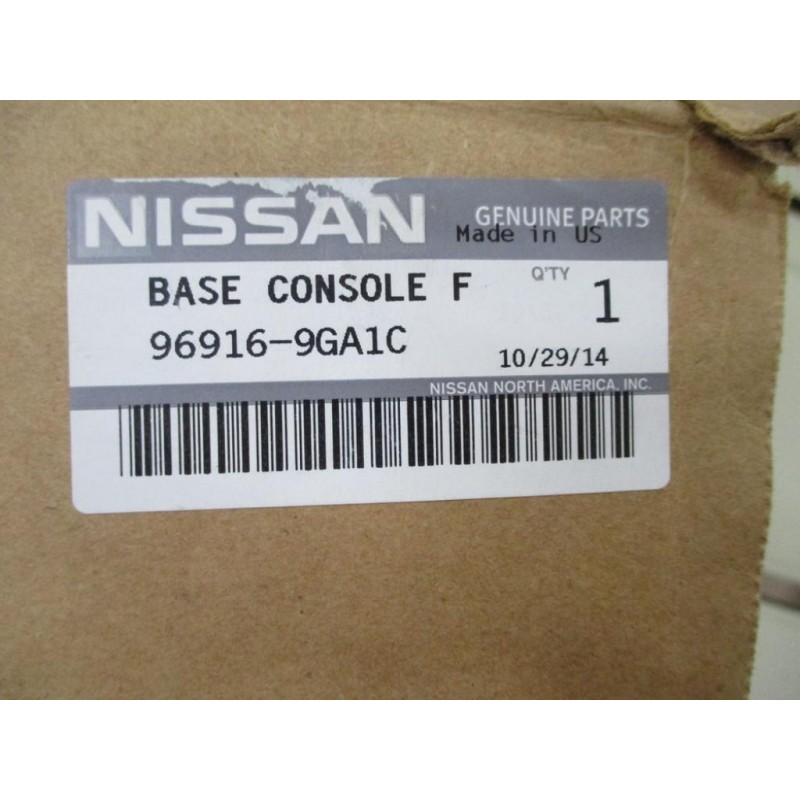 NISSAN GENUINE PARTS
Made in US
BASE CONSOLE F Q'TY 1
96916-9GA1C 10/29/14
NISSAN NORTH AMERICA, INC.